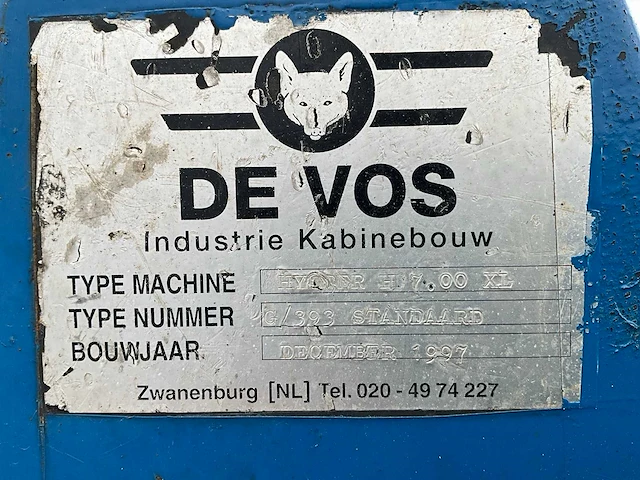 DE VOS
Industrie Kabinebouw
TYPE MACHINE HYSTER H 7.00 XL
TYPE NUMMER G/393 STANDAARD
BOUWJAAR DECEMBER 1997
Zwanenburg [NL] Tel. 020 - 49 74 227